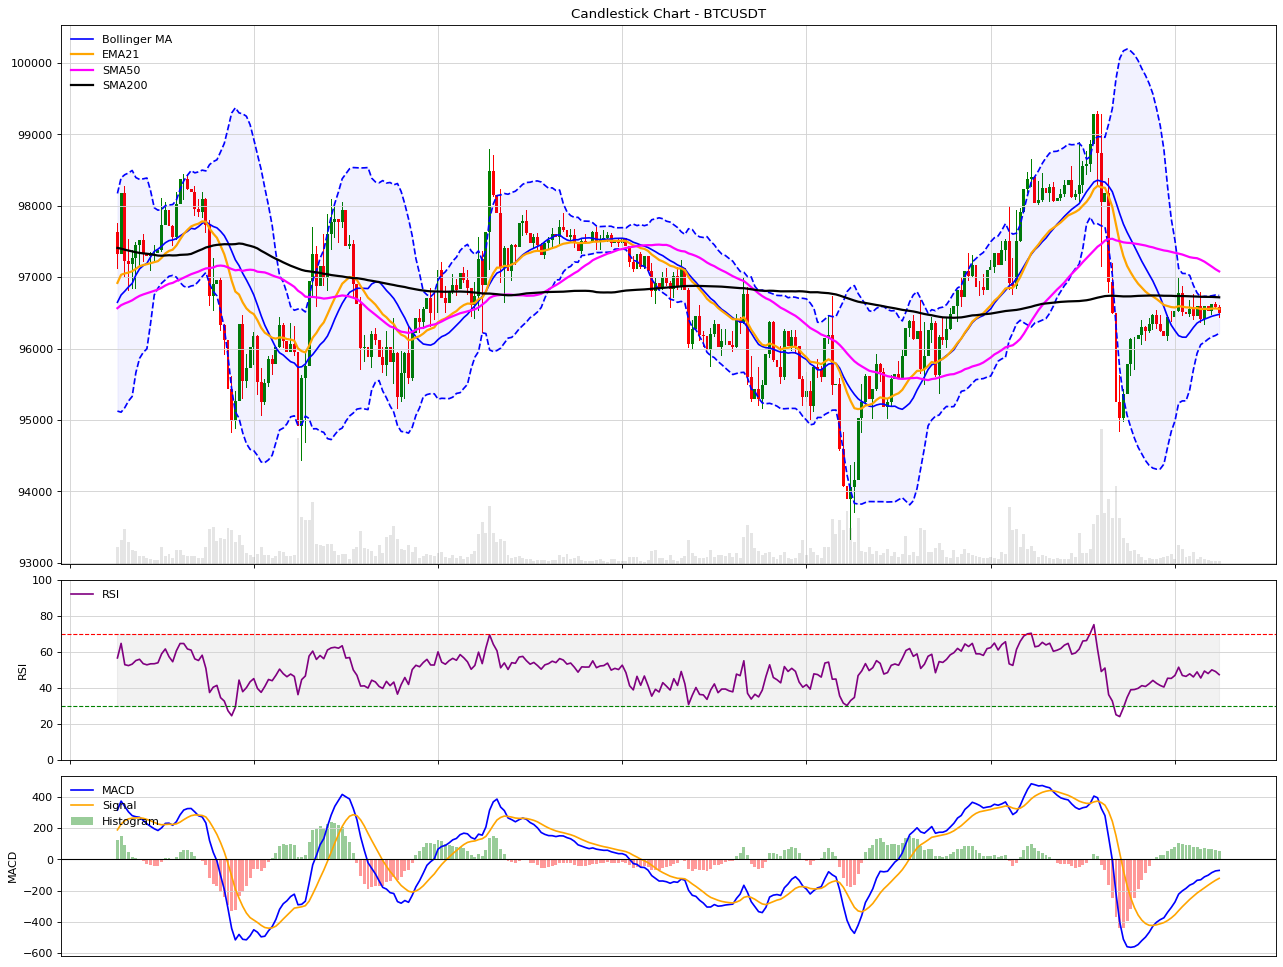 Candlestick Chart - BTCUSDT
Bollinger MA
EMA21
SMA50
SMA200
100000
99000
98000
97000
96000
95000
94000
93000
RSI
100
80
60
40
20
0
RSI
MACD
Signal
Histogram
400
200
0
−200
−400
−600
MACD